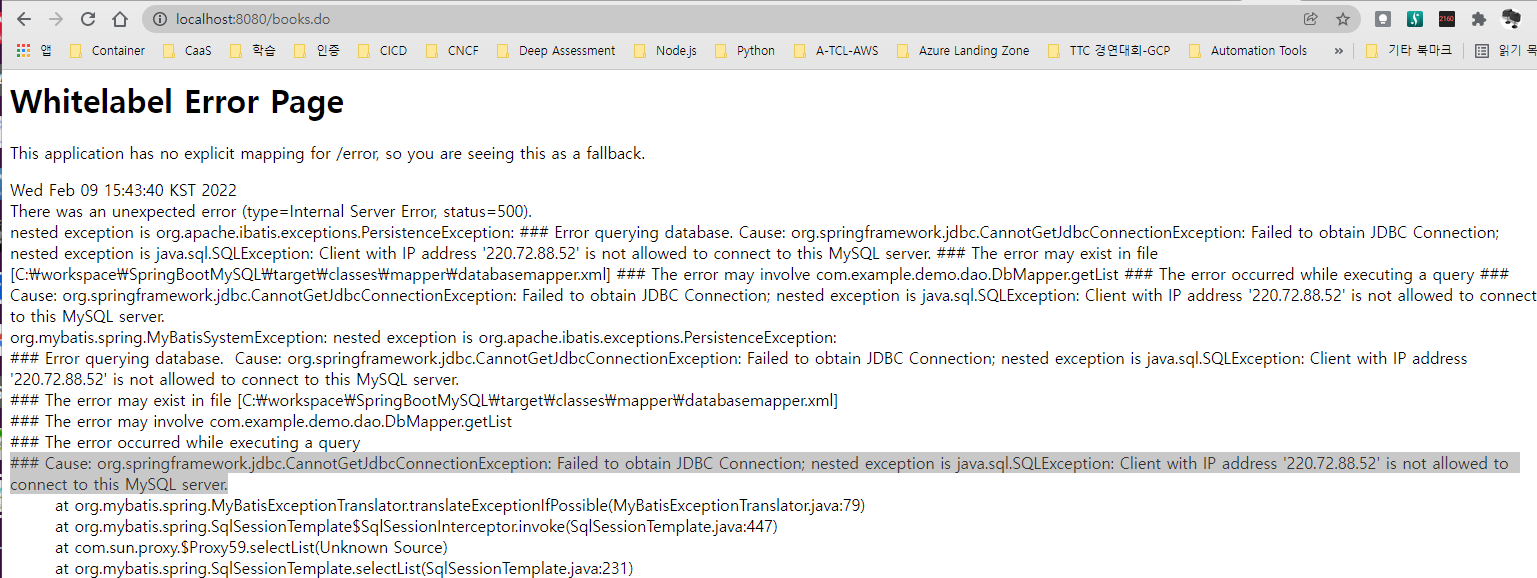 localhost:8080/books.do
2160
앱 Container CaaS 학습 인증 CICD CNCF Deep Assessment Node.js Python A-TCL-AWS Azure Landing Zone TTC 경연대회-GCP Automation Tools » 기타 북마크 읽기 목
Whitelabel Error Page
This application has no explicit mapping for /error, so you are seeing this as a fallback.
Wed Feb 09 15:43:40 KST 2022
There was an unexpected error (type=Internal Server Error, status=500).
nested exception is org.apache.ibatis.exceptions.PersistenceException: ### Error querying database. Cause: org.springframework.jdbc.CannotGetJdbcConnectionException: Failed to obtain JDBC Connection;
nested exception is java.sql.SQLException: Client with IP address '220.72.88.52' is not allowed to connect to this MySQL server. ### The error may exist in file
[C:₩workspace₩SpringBootMySQL₩target₩classes₩mapper₩databasemapper.xml] ### The error may involve com.example.demo.dao.DbMapper.getList ### The error occurred while executing a query ###
Cause: org.springframework.jdbc.CannotGetJdbcConnectionException: Failed to obtain JDBC Connection; nested exception is java.sql.SQLException: Client with IP address '220.72.88.52' is not allowed to connect
to this MySQL server.
org.mybatis.spring.MyBatisSystemException: nested exception is org.apache.ibatis.exceptions.PersistenceException:
### Error querying database. Cause: org.springframework.jdbc.CannotGetJdbcConnectionException: Failed to obtain JDBC Connection; nested exception is java.sql.SQLException: Client with IP address
'220.72.88.52' is not allowed to connect to this MySQL server.
### The error may exist in file [C:₩workspace₩SpringBootMySQL₩target₩classes₩mapper₩databasemapper.xml]
### The error may involve com.example.demo.dao.DbMapper.getList
### The error occurred while executing a query
### Cause: org.springframework.jdbc.CannotGetJdbcConnectionException: Failed to obtain JDBC Connection; nested exception is java.sql.SQLException: Client with IP address '220.72.88.52' is not allowed to
connect to this MySQL server.
at org.mybatis.spring.MyBatisExceptionTranslator.translateExceptionIfPossible(MyBatisExceptionTranslator.java:79)
at org.mybatis.spring.SqlSessionTemplate$SqlSessionInterceptor.invoke(SqlSessionTemplate.java:447)
at com.sun.proxy.$Proxy59.selectList(Unknown Source)
at org.mybatis.spring.SqlSessionTemplate.selectList(SqlSessionTemplate.java:231)